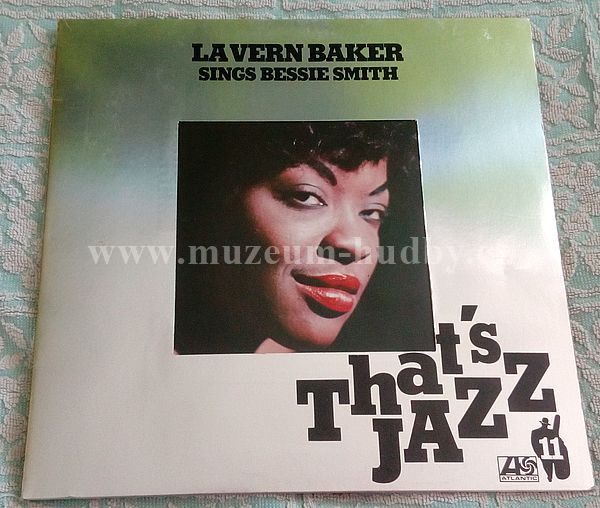 LAVERN BAKER
SINGS BESSIE SMITH
www.muzeum-hudby.cz
That's
JAZZ
11
ATLANTIC